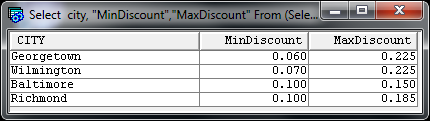 Select city, "MinDiscount","MaxDiscount" From (Sele...
CITY MinDiscount MaxDiscount
Georgetown 0.060 0.225
Wilmington 0.070 0.225
Baltimore 0.100 0.150
Richmond 0.100 0.185